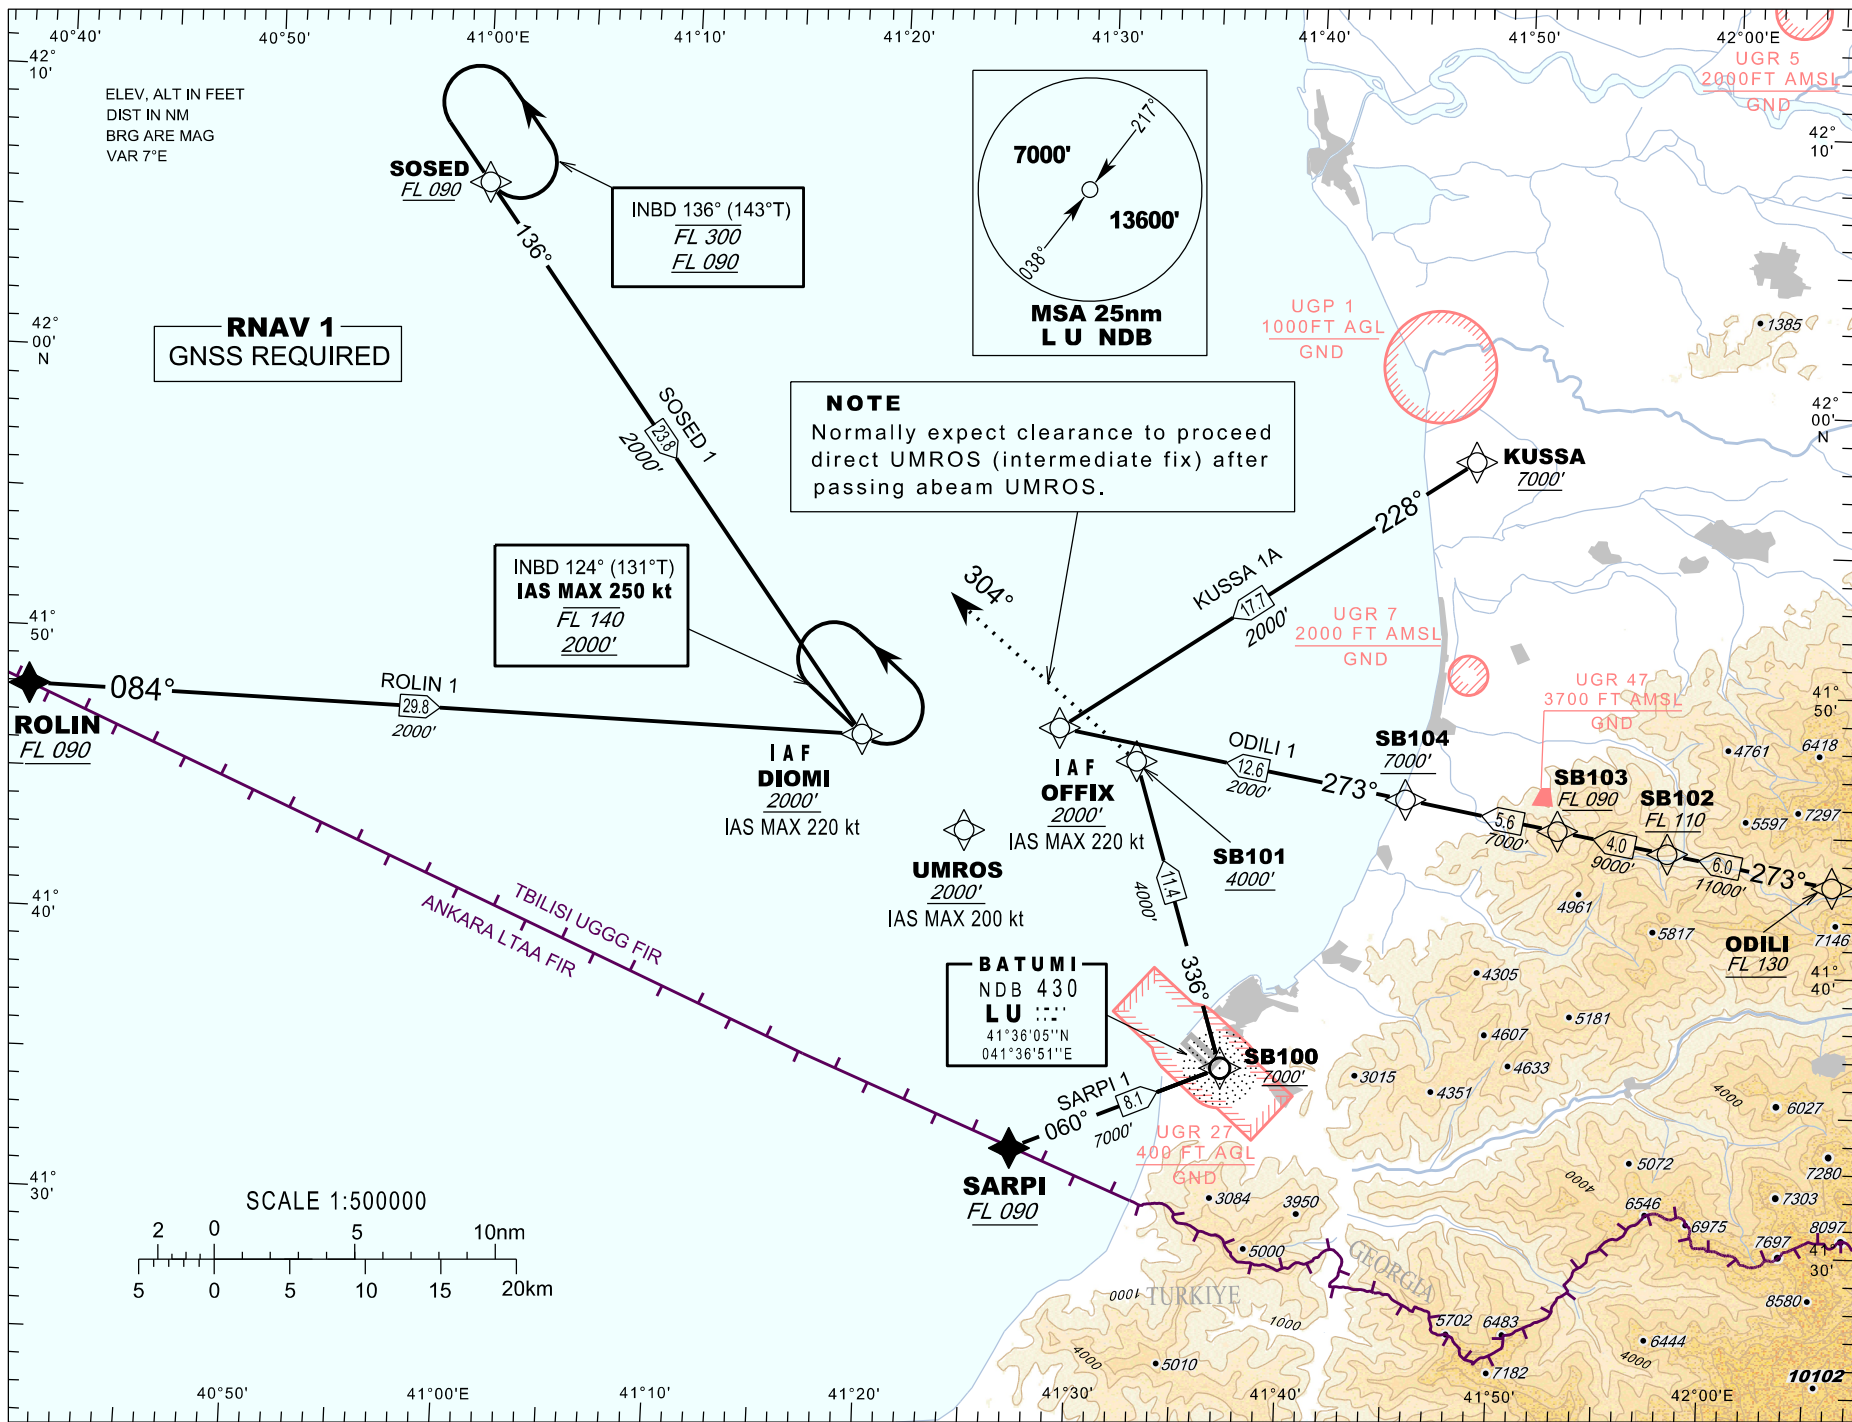 40°40'
40°50'
41°00'E
41°10'
41°20'
41°30'
41°40'
41°50'
42°00'E
42°
10'
ELEV, ALT IN FEET
DIST IN NM
BRG ARE MAG
VAR 7°E
SOSED
FL 090
INBD 136° (143°T)
FL 300
FL 090
136°
7000'
13600'
217°
038°
MSA 25nm
L U NDB
UGR 5
2000FT AMSL
GND
42°
10'
UGP 1
1000FT AGL
GND
1385
42°
00'
N
RNAV 1
GNSS REQUIRED
SOSED 1
23.8
2000'
NOTE
Normally expect clearance to proceed
direct UMROS (intermediate fix) after
passing abeam UMROS.
42°
00'
N
KUSSA
7000'
228°
KUSSA 1A
17.7
2000'
INBD 124° (131°T)
IAS MAX 250 kt
FL 140
2000'
304°
41°
50'
UGR 7
2000 FT AMSL
GND
UGR 47
3700 FT AMSL
GND
41°
50'
084°
ROLIN 1
29.8
2000'
ROLIN
FL 090
IAF
DIOMI
2000'
IAS MAX 220 kt
IAF
OFFIX
2000'
IAS MAX 220 kt
ODILI 1
12.6
2000'
273°
SB104
7000'
SB103
FL 090
SB102
FL 110
5.6
7000'
4.0
9000'
6.0
11000'
273°
4761
6418
5597
7297
UMROS
2000'
IAS MAX 200 kt
SB101
4000'
11.4
4000'
336°
41°
40'
TBILISI UGGG FIR
ANKARA LTAA FIR
4961
5817
7146
ODILI
FL 130
41°
40'
BATUMI
NDB 430
LU
41°36'05''N
041°36'51''E
4305
4607
5181
4633
3015
4351
SB100
7000'
SARPI 1
8.1
060°
7000'
UGR 27
400 FT AGL
GND
4000
6027
5072
7280
4000
41°
30'
SARPI
FL 090
3084
3950
6546
6975
7303
8097
7697
41°
30'
5000
SCALE 1:500000
2
0
5
10nm
5
0
5
10
15
20km
GEORGIA
TURKIYE
1000
1000
8580
5702
6483
6444
4000
5010
4000
7182
10102
40°50'
41°00'E
41°10'
41°20'
41°30'
41°40'
41°50'
42°00'E